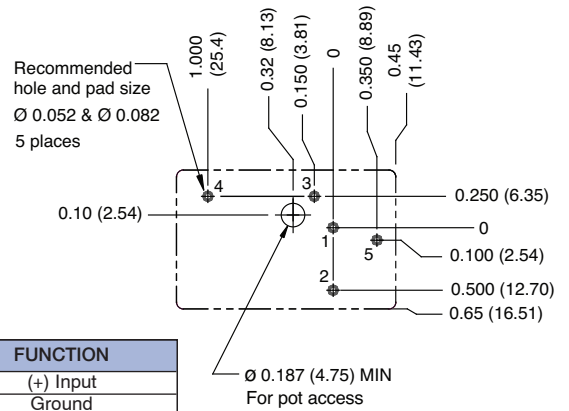 1.000
(25.4)
0.32 (8.13)
0.150 (3.81)
0
0.350 (8.89)
0.45
(11.43)
Recommended
hole and pad size
Ø 0.052 & Ø 0.082
5 places
4
3
0.250 (6.35)
0.10 (2.54)
0
1
5
0.100 (2.54)
2
0.500 (12.70)
0.65 (16.51)
FUNCTION
(+) Input
Ground
Ø 0.187 (4.75) MIN
For pot access